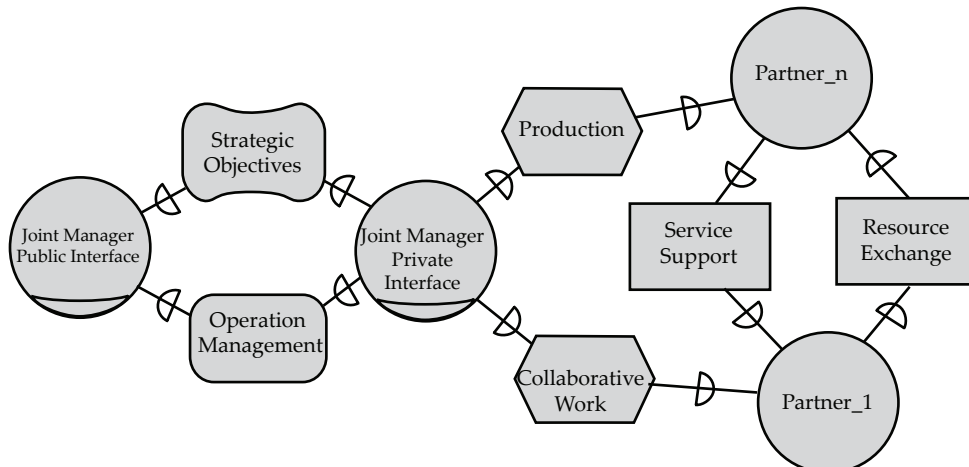 Partner_n
Production
Strategic
Objectives
Joint Manager
Public Interface
Joint Manager
Private
Interface
Service
Support
Resource
Exchange
Operation
Management
Collaborative
Work
Partner_1